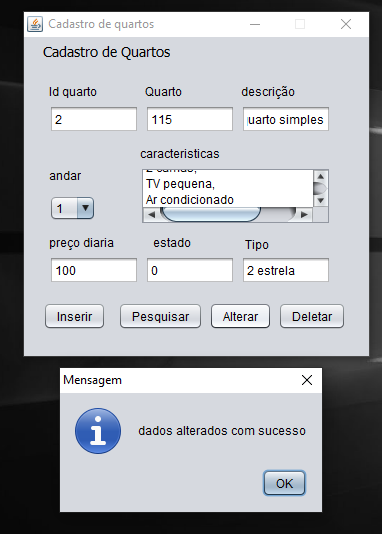 Cadastro de quartos
Cadastro de Quartos
Id quarto Quarto descrição
2 115 uarto simples
andar caracteristicas
1 TV pequena,
Ar condicionado
preço diaria estado Tipo
100 0 2 estrela
Inserir Pesquisar Alterar Deletar
Mensagem
dados alterados com sucesso
OK